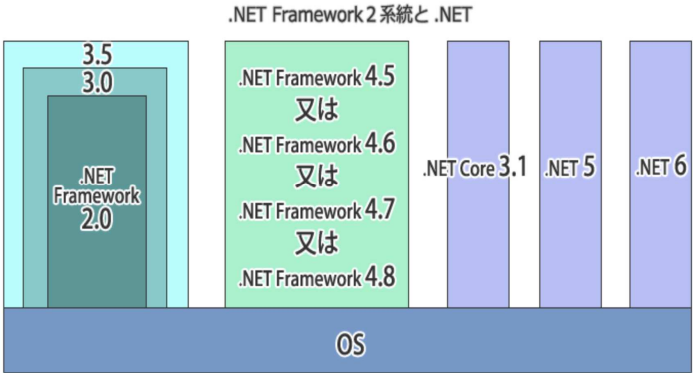 .NET Framework 2 系統と .NET
3.5
3.0
.NET
Framework
2.0
.NET Framework 4.5
又は
.NET Framework 4.6
又は
.NET Framework 4.7
又は
.NET Framework 4.8
.NET Core 3.1
.NET 5
.NET 6
OS